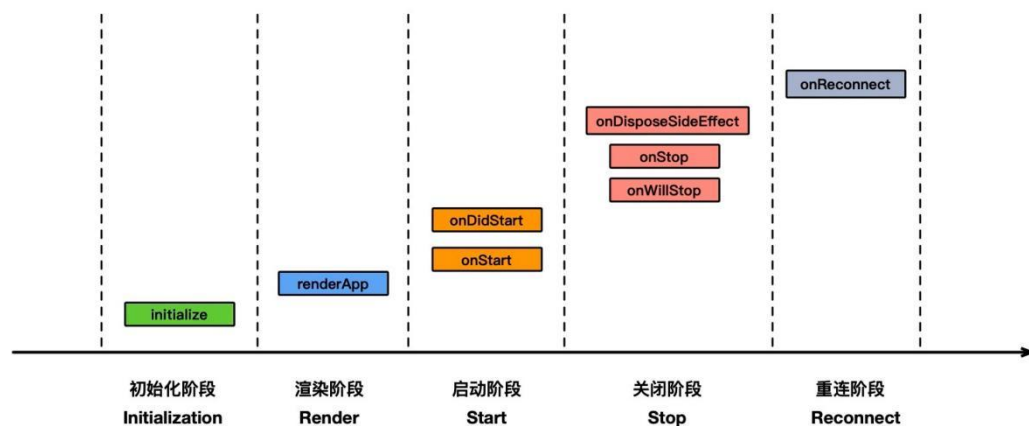 onReconnect
onDisposeSideEffect
onStop
onWillStop
onDidStart
onStart
renderApp
initialize
初始化阶段 渲染阶段 启动阶段 关闭阶段 重连阶段
Initialization Render Start Stop Reconnect